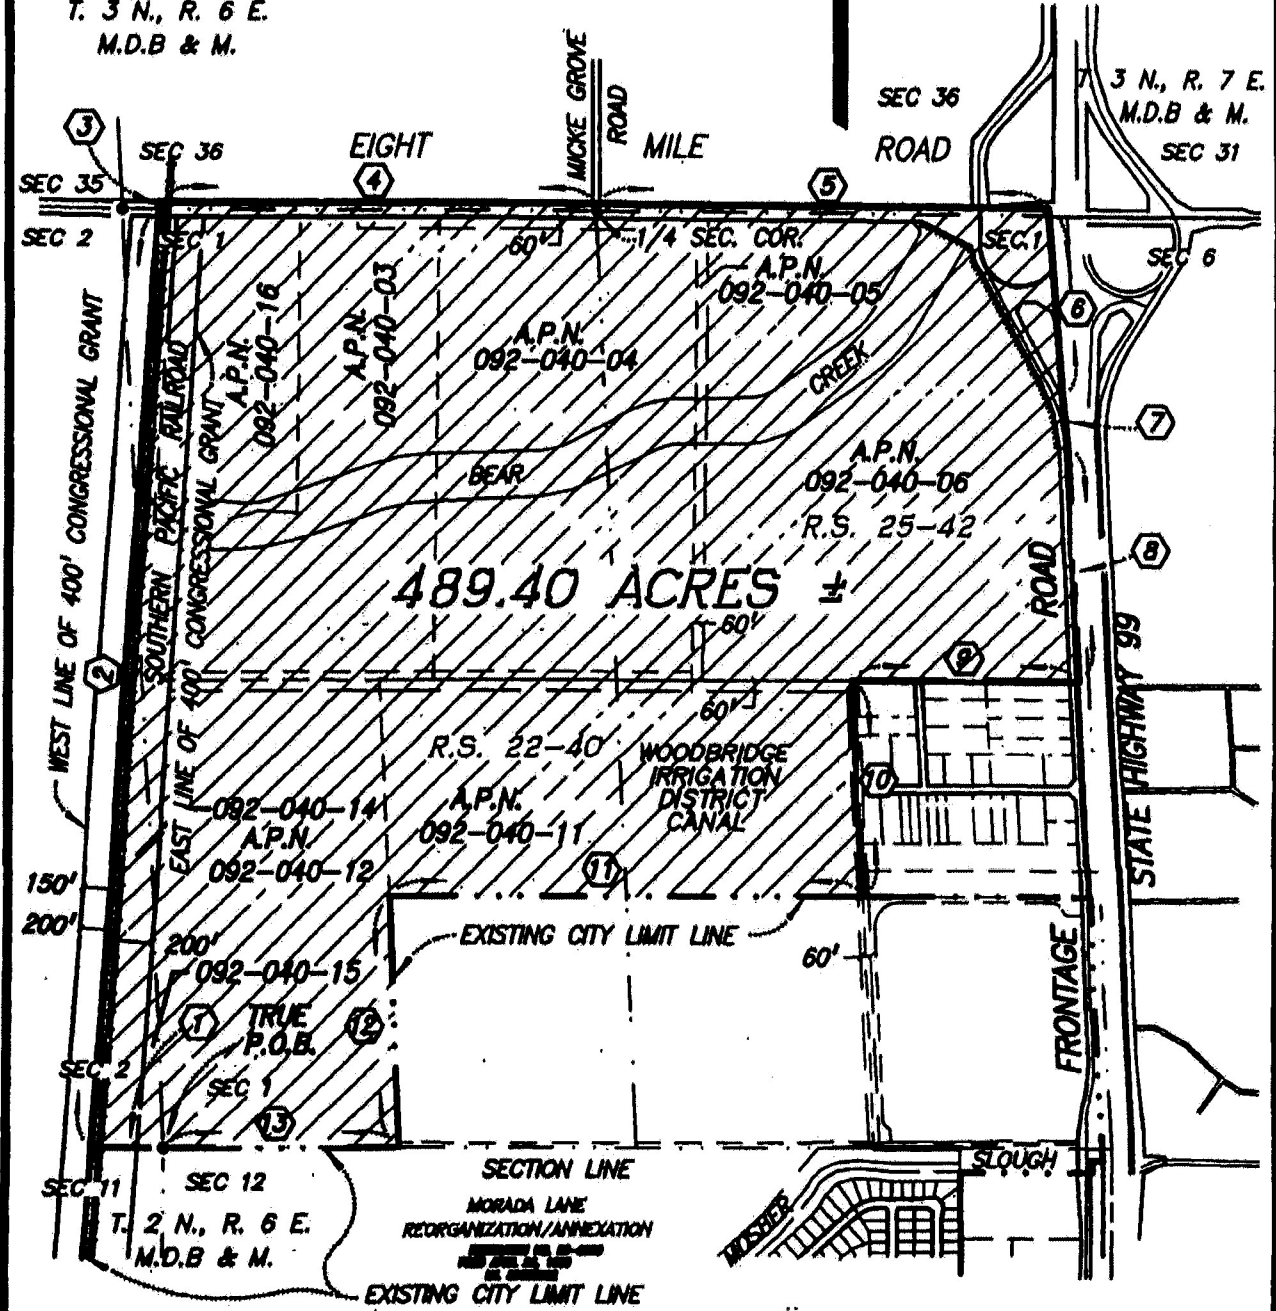 T. 3 N., R. 6 E.
M.D.B & M.
SEC 36
T. 3 N., R. 7 E.
M.D.B & M.
SEC 31
3
SEC 36
EIGHT
MICKE GROVE
ROAD
MILE
ROAD
4
5
SEC 35
SEC 2
SEC 1
60'
1/4 SEC. COR.
SEC.1
SEC 6
A.P.N.
092-040-05
6
A.P.N.
092-040-16
A.P.N.
092-040-03
A.P.N.
092-040-04
CREEK
7
BEAR
A.P.N.
092-040-06
R.S. 25-42
8
WEST LINE OF 400' CONGRESSIONAL GRANT
SOUTHERN PACIFIC RAILROAD
EAST LINE OF 400' CONGRESSIONAL GRANT
489.40 ACRES ±
ROAD
60'
2
9
60'
STATE HIGHWAY 99
R.S. 22-40
WOODBRIDGE
IRRIGATION
DISTRICT
CANAL
10
092-040-14
A.P.N.
092-040-12
A.P.N.
092-040-11
11
150'
200'
200'
EXISTING CITY LIMIT LINE
60'
092-040-15
FRONTAGE
1
TRUE
P.O.B.
12
SEC 2
SEC 1
13
SECTION LINE
SLOUGH
SEC 11
SEC 12
MORADA LANE
REORGANIZATION/ANNEXATION
MOSHER
T. 2 N., R. 6 E.
M.D.B & M.
EXISTING CITY LIMIT LINE